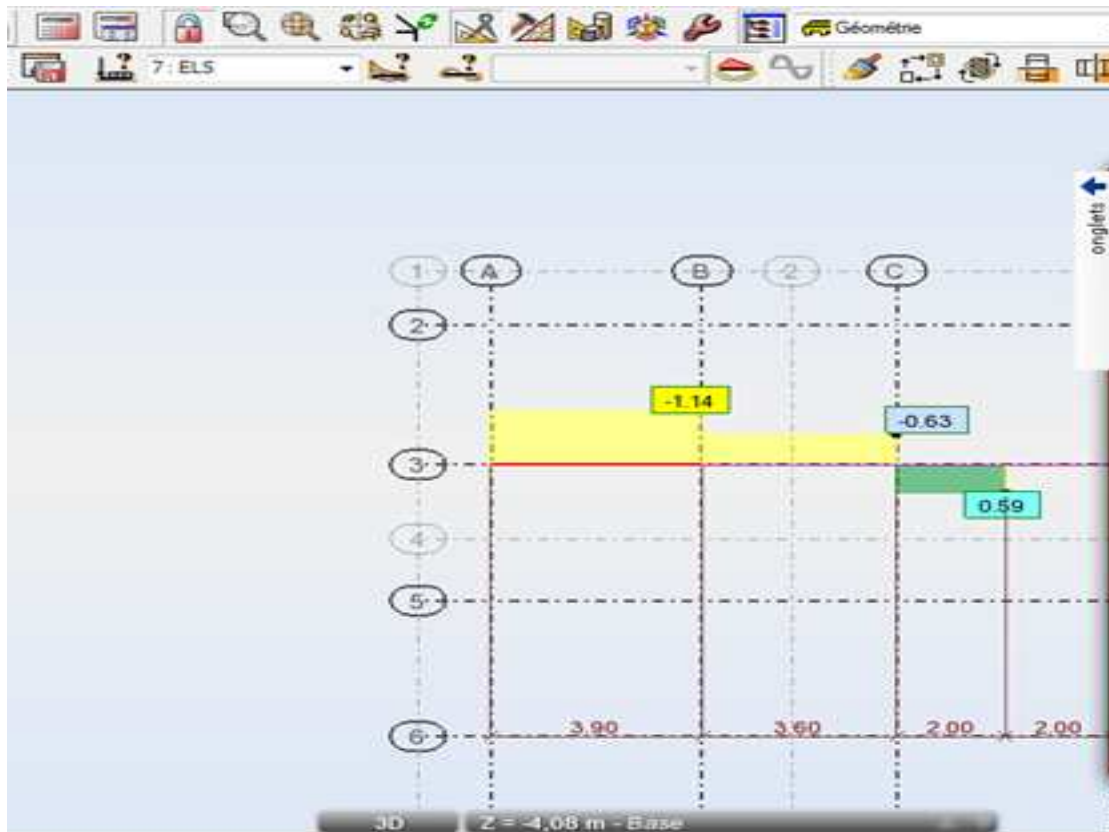 Géométrie
7 : ELS
onglets
1 A B 2 C
2
-1.14
-0.63
3
0.59
4
5
6 3.90 3.60 2.00 2.00
3D Z = -4,08 m - Base